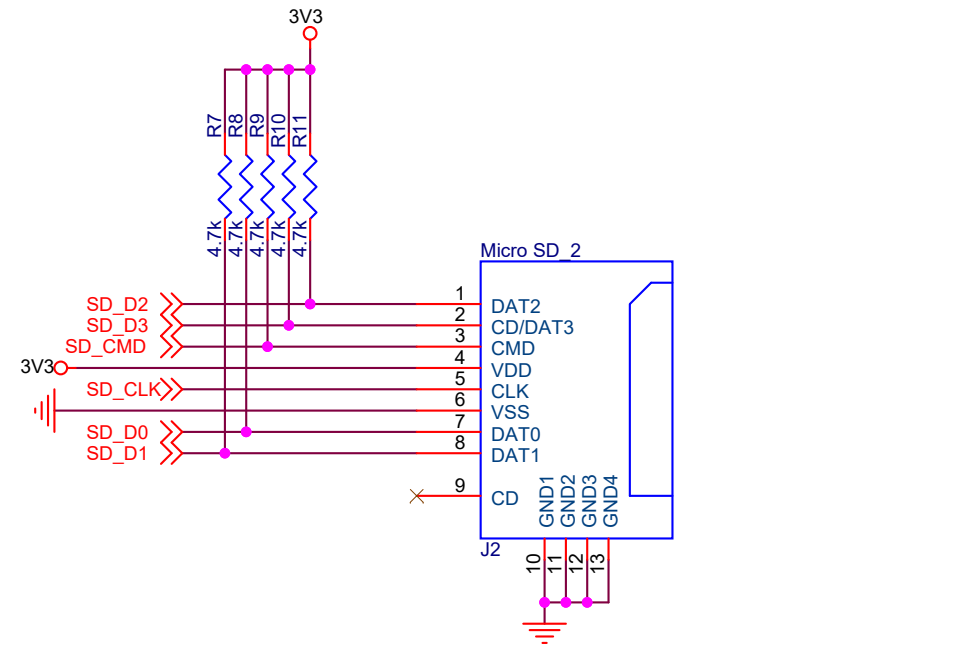 3V3
R7
R8
R9
R10
R11
4.7k
4.7k
4.7k
4.7k
4.7k
Micro SD_2
SD_D2 1 DAT2
SD_D3 2 CD/DAT3
SD_CMD 3 CMD
3V3 4 VDD
SD_CLK 5 CLK
6 VSS
SD_D0 7 DAT0
SD_D1 8 DAT1
9 CD
GND1
GND2
GND3
GND4
J2
10
11
12
13